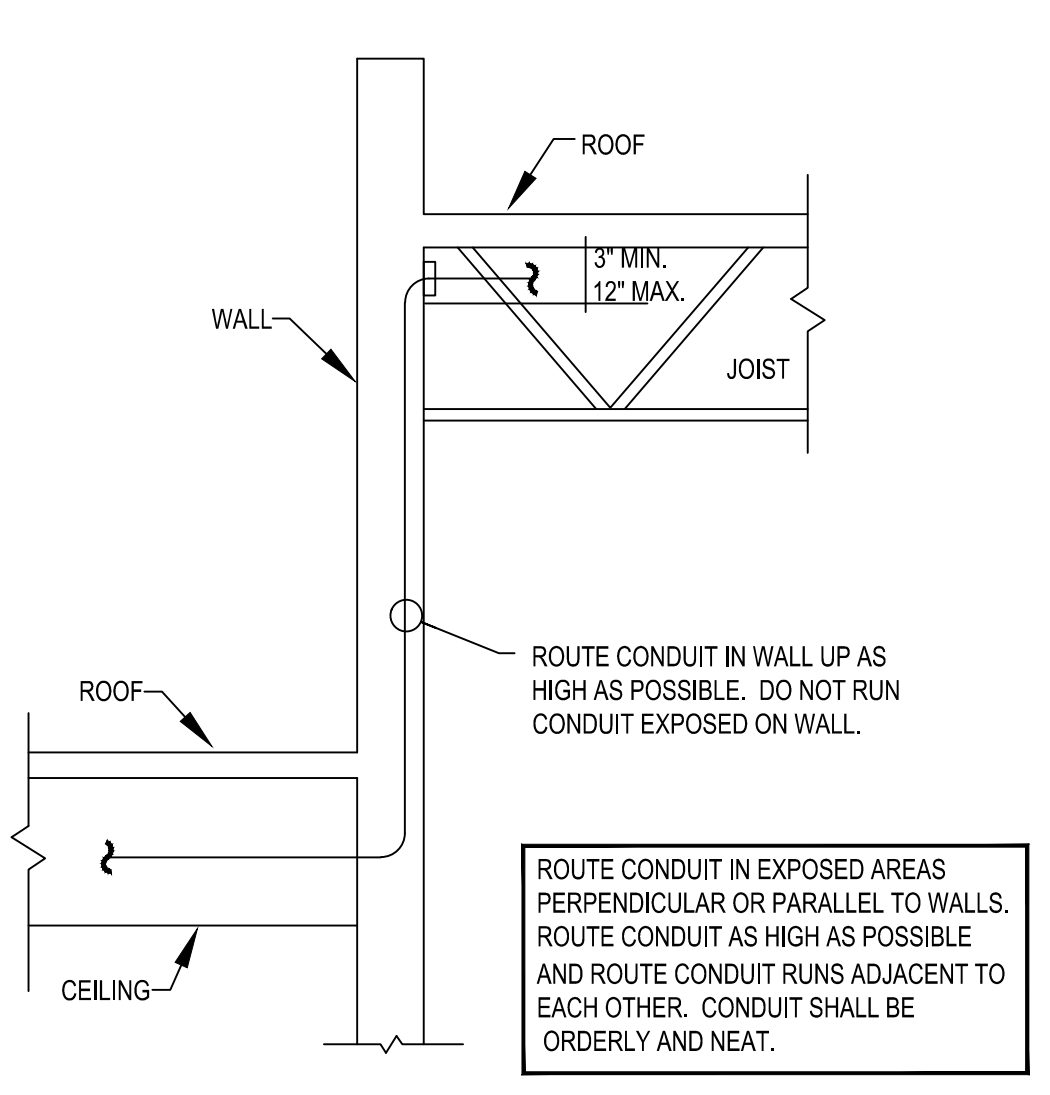 ROOF
3" MIN.
12" MAX.
WALL
JOIST
ROUTE CONDUIT IN WALL UP AS
HIGH AS POSSIBLE. DO NOT RUN
CONDUIT EXPOSED ON WALL.
ROOF
CEILING
ROUTE CONDUIT IN EXPOSED AREAS
PERPENDICULAR OR PARALLEL TO WALLS.
ROUTE CONDUIT AS HIGH AS POSSIBLE
AND ROUTE CONDUIT RUNS ADJACENT TO
EACH OTHER. CONDUIT SHALL BE
ORDERLY AND NEAT.